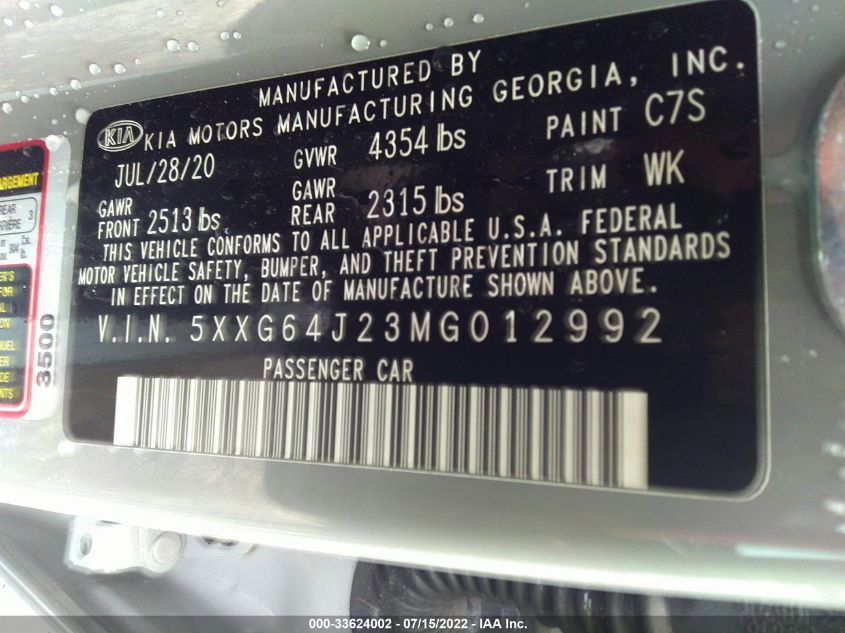 MANUFACTURED BY
KIA KIA MOTORS MANUFACTURING GEORGIA, INC.
JUL/28/20 GVWR 4354 lbs PAINT C7S
GAWR FRONT 2513 lbs GAWR REAR 2315 lbs TRIM WK
THIS VEHICLE CONFORMS TO ALL APPLICABLE U.S.A. FEDERAL
MOTOR VEHICLE SAFETY, BUMPER, AND THEFT PREVENTION STANDARDS
IN EFFECT ON THE DATE OF MANUFACTURE SHOWN ABOVE.
V.I.N. 5XXG64J23MG012992
PASSENGER CAR
ARGEMENT
REAR 3
3500
000-33624002 - 07/15/2022 - IAA Inc.